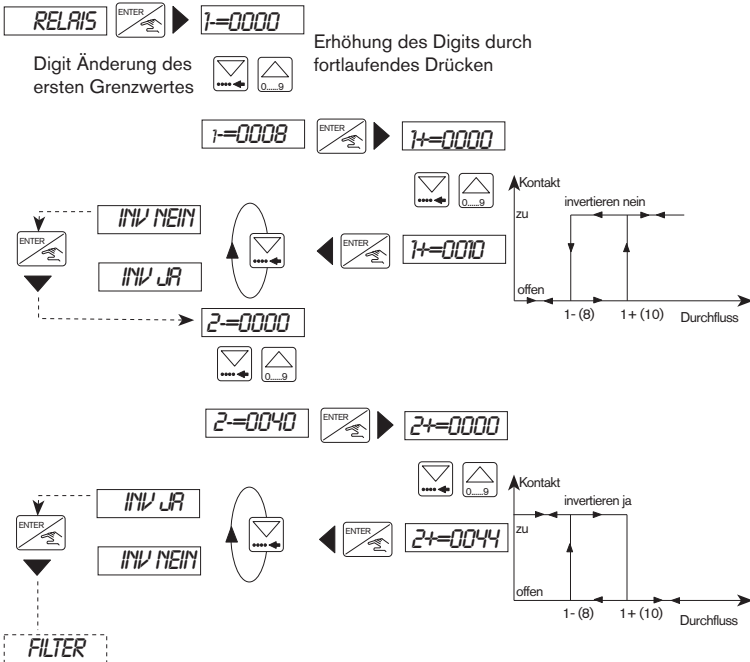 RELAIS ENTER 1-=0000
Erhöhung des Digits durch
fortlaufendes Drücken
Digit Änderung des
ersten Grenzwertes
0.....9
1-=0008 ENTER 1+=0000
0.....9
INV NEIN
ENTER
INV JA
ENTER 1+=0010
2-=0000
0.....9
Kontakt
invertieren nein
zu
offen
1- (8) 1+ (10) Durchfluss
2-=0040 ENTER 2+=0000
0.....9
INV JA
ENTER
INV NEIN
ENTER 2+=0044
FILTER
Kontakt
invertieren ja
zu
offen
1- (8) 1+ (10) Durchfluss